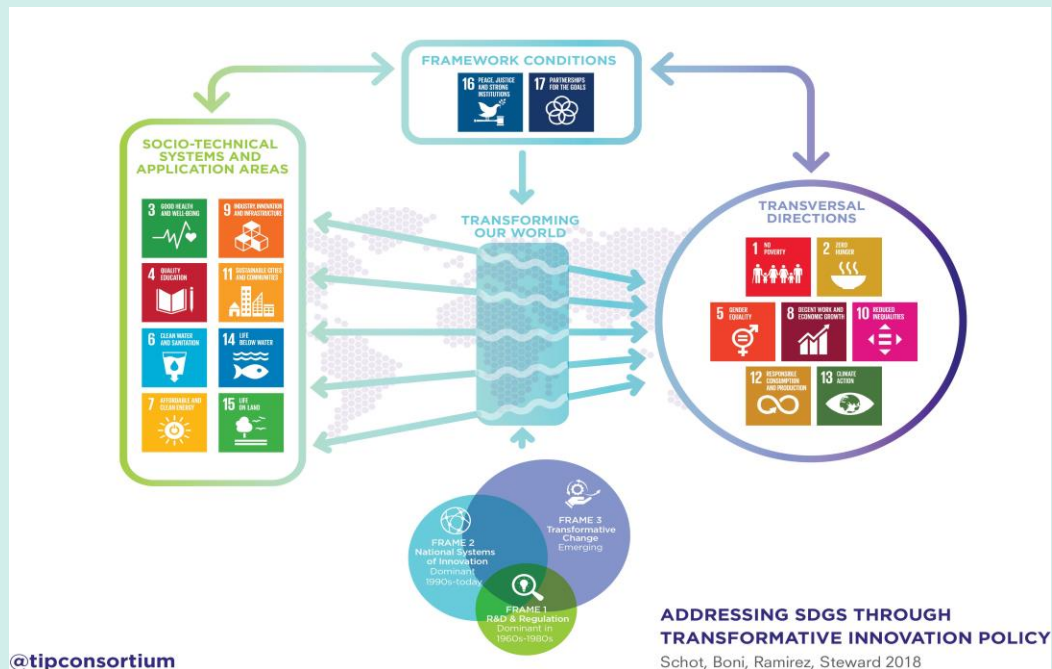 FRAMEWORK CONDITIONS
16 PEACE, JUSTICE
AND STRONG
INSTITUTIONS
17 PARTNERSHIPS
FOR THE GOALS
SOCIO-TECHNICAL
SYSTEMS AND
APPLICATION AREAS
3 GOOD HEALTH
AND WELL-BEING
9 INDUSTRY, INNOVATION
AND INFRASTRUCTURE
4 QUALITY
EDUCATION
11 SUSTAINABLE CITIES
AND COMMUNITIES
6 CLEAN WATER
AND SANITATION
14 LIFE
BELOW WATER
7 AFFORDABLE AND
CLEAN ENERGY
15 LIFE
ON LAND
TRANSFORMING
OUR WORLD
TRANSVERSAL
DIRECTIONS
1 NO
POVERTY
2 ZERO
HUNGER
5 GENDER
EQUALITY
8 DECENT WORK AND
ECONOMIC GROWTH
10 REDUCED
INEQUALITIES
12 RESPONSIBLE
CONSUMPTION
AND PRODUCTION
13 CLIMATE
ACTION
FRAME 3
Transformative
Change
Emerging
FRAME 2
National Systems
of Innovation
Dominant
1990s-today
FRAME 1
R&D & Regulation
Dominant in
1960s-1980s
ADDRESSING SDGS THROUGH
TRANSFORMATIVE INNOVATION POLICY
Schot, Boni, Ramirez, Steward 2018
@tipconsortium